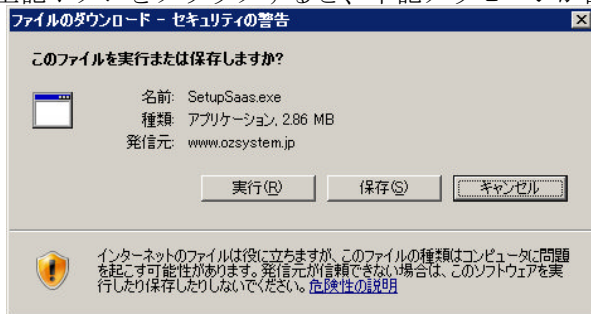 ファイルのダウンロード - セキュリティの警告
このファイルを実行または保存しますか?
名前: SetupSaas.exe
種類: アプリケーション, 2.86 MB
発信元: www.ozsystem.jp
実行(R) 保存(S) キャンセル
インターネットのファイルは役に立ちますが、このファイルの種類はコンピュータに問題
を起こす可能性があります。発信元が信頼できない場合は、このソフトウェアを実
行したり保存したりしないでください。危険性の説明